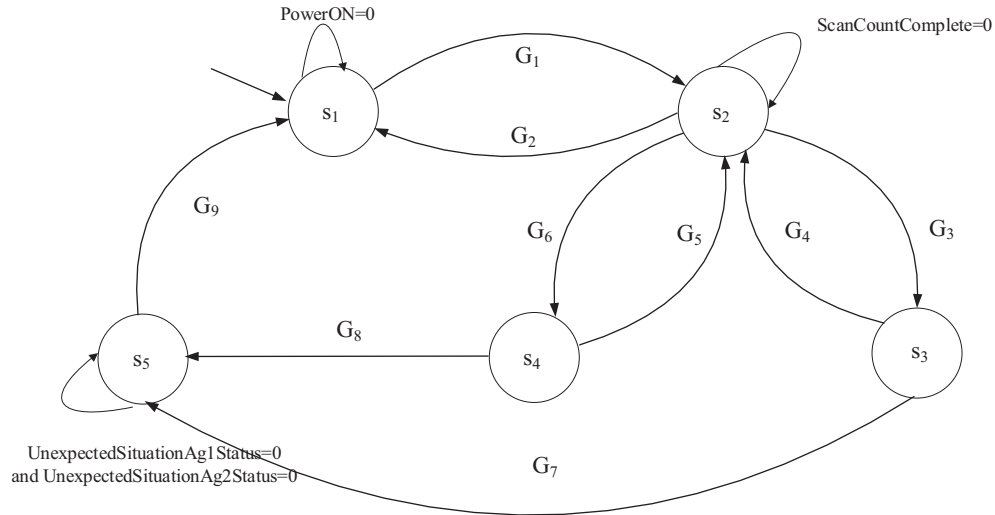 PowerON=0
ScanCountComplete=0
G1
s1
s2
G2
G9
G6
G5
G4
G3
G8
s5
s4
s3
UnexpectedSituationAg1Status=0
and UnexpectedSituationAg2Status=0
G7